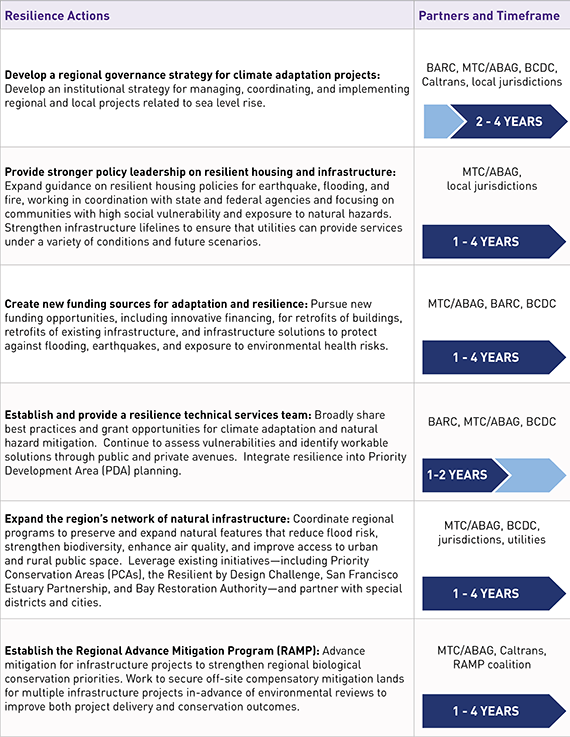 Resilience Actions
Partners and Timeframe
Develop a regional governance strategy for climate adaptation projects:
Develop an institutional strategy for managing, coordinating, and implementing
regional and local projects related to sea level rise.
BARC, MTC/ABAG, BCDC,
Caltrans, local jurisdictions
2 - 4 YEARS
Provide stronger policy leadership on resilient housing and infrastructure:
Expand guidance on resilient housing policies for earthquake, flooding, and
fire, working in coordination with state and federal agencies and focusing on
communities with high social vulnerability and exposure to natural hazards.
Strengthen infrastructure lifelines to ensure that utilities can provide services
under a variety of conditions and future scenarios.
MTC/ABAG,
local jurisdictions
1 - 4 YEARS
Create new funding sources for adaptation and resilience: Pursue new
funding opportunities, including innovative financing, for retrofits of buildings,
retrofits of existing infrastructure, and infrastructure solutions to protect
against flooding, earthquakes, and exposure to environmental health risks.
MTC/ABAG, BARC, BCDC
1 - 4 YEARS
Establish and provide a resilience technical services team: Broadly share
best practices and grant opportunities for climate adaptation and natural
hazard mitigation. Continue to assess vulnerabilities and identify workable
solutions through public and private avenues. Integrate resilience into Priority
Development Area (PDA) planning.
BARC, MTC/ABAG, BCDC
1-2 YEARS
Expand the region's network of natural infrastructure: Coordinate regional
programs to preserve and expand natural features that reduce flood risk,
strengthen biodiversity, enhance air quality, and improve access to urban
and rural public space. Leverage existing initiatives—including Priority
Conservation Areas (PCAs), the Resilient by Design Challenge, San Francisco
Estuary Partnership, and Bay Restoration Authority—and partner with special
districts and cities.
MTC/ABAG, BCDC,
jurisdictions, utilities
1 - 4 YEARS
Establish the Regional Advance Mitigation Program (RAMP): Advance
mitigation for infrastructure projects to strengthen regional biological
conservation priorities. Work to secure off-site compensatory mitigation lands
for multiple infrastructure projects in-advance of environmental reviews to
improve both project delivery and conservation outcomes.
MTC/ABAG, Caltrans,
RAMP coalition
1 - 4 YEARS